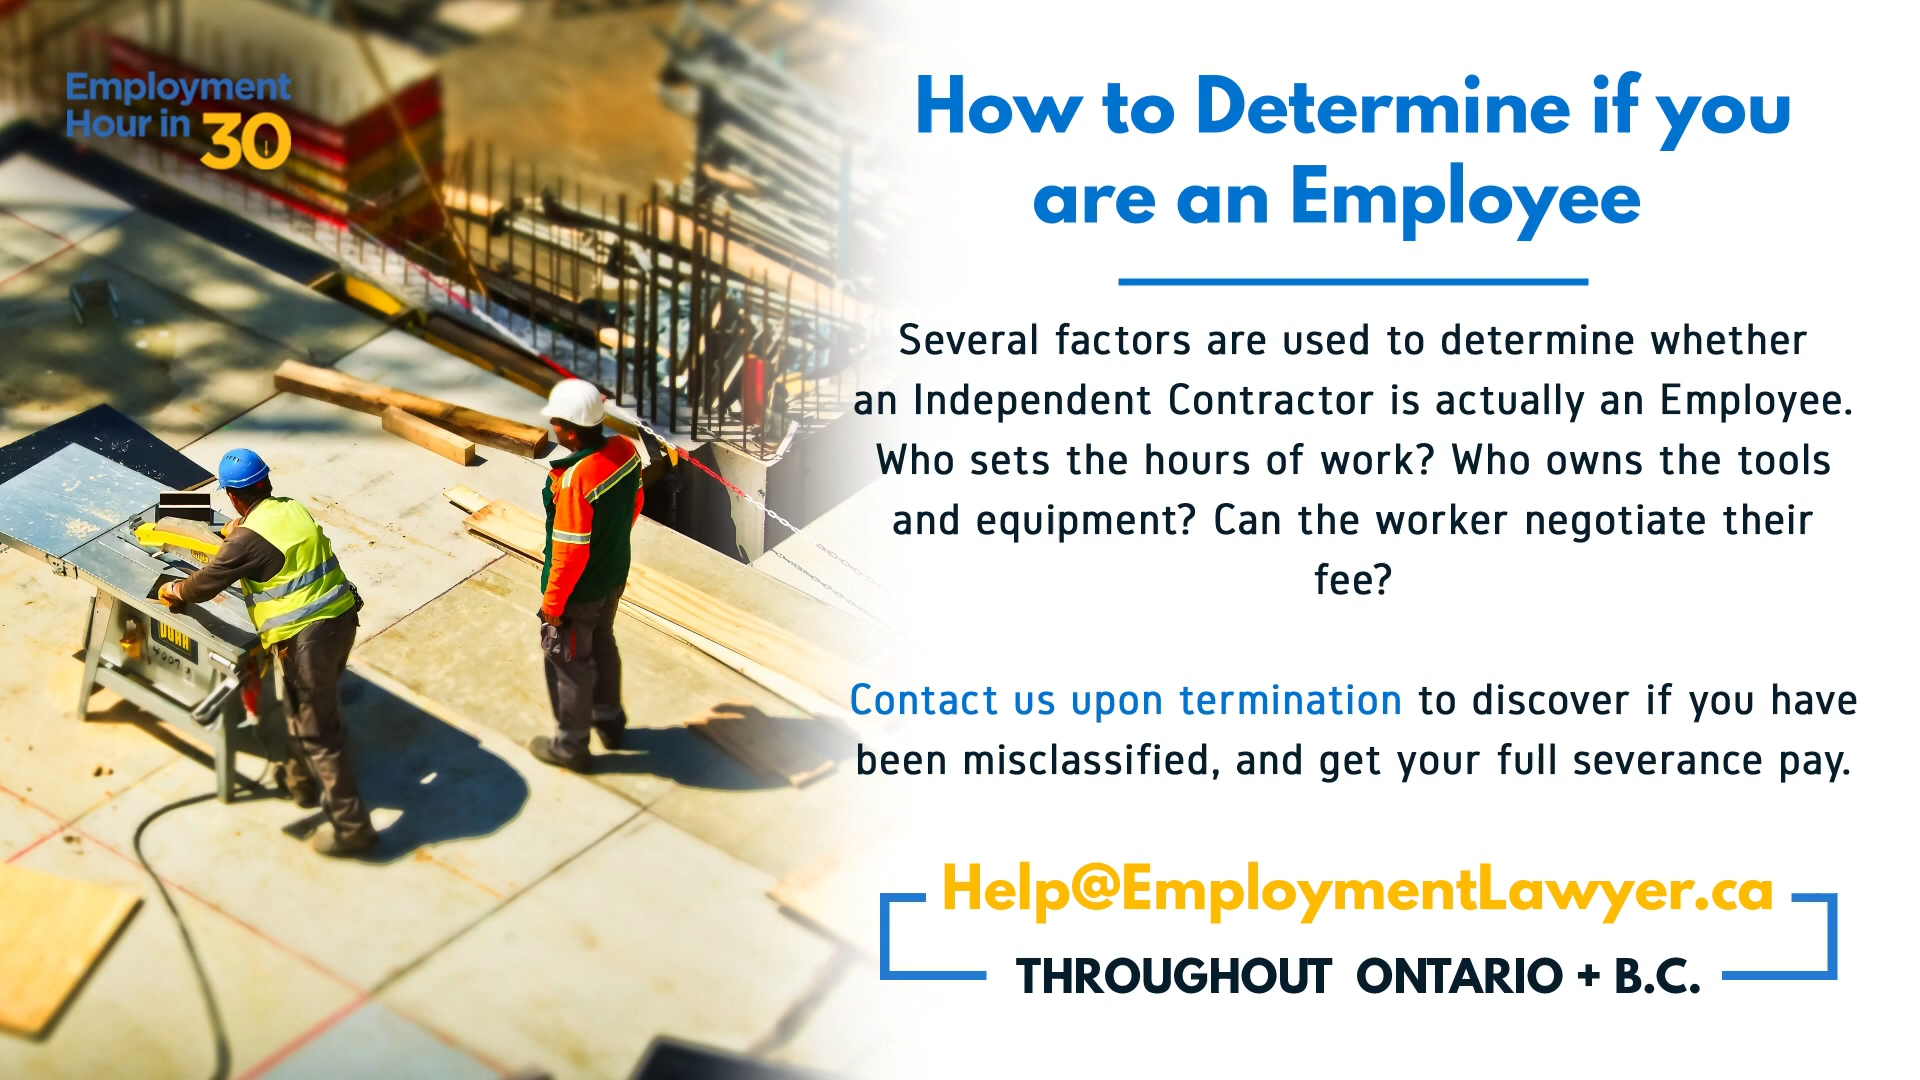 Employment
Hour in 30
How to Determine if you
are an Employee
Several factors are used to determine whether
an Independent Contractor is actually an Employee.
Who sets the hours of work? Who owns the tools
and equipment? Can the worker negotiate their
fee?
Contact us upon termination to discover if you have
been misclassified, and get your full severance pay.
Help@EmploymentLawyer.ca
THROUGHOUT ONTARIO + B.C.